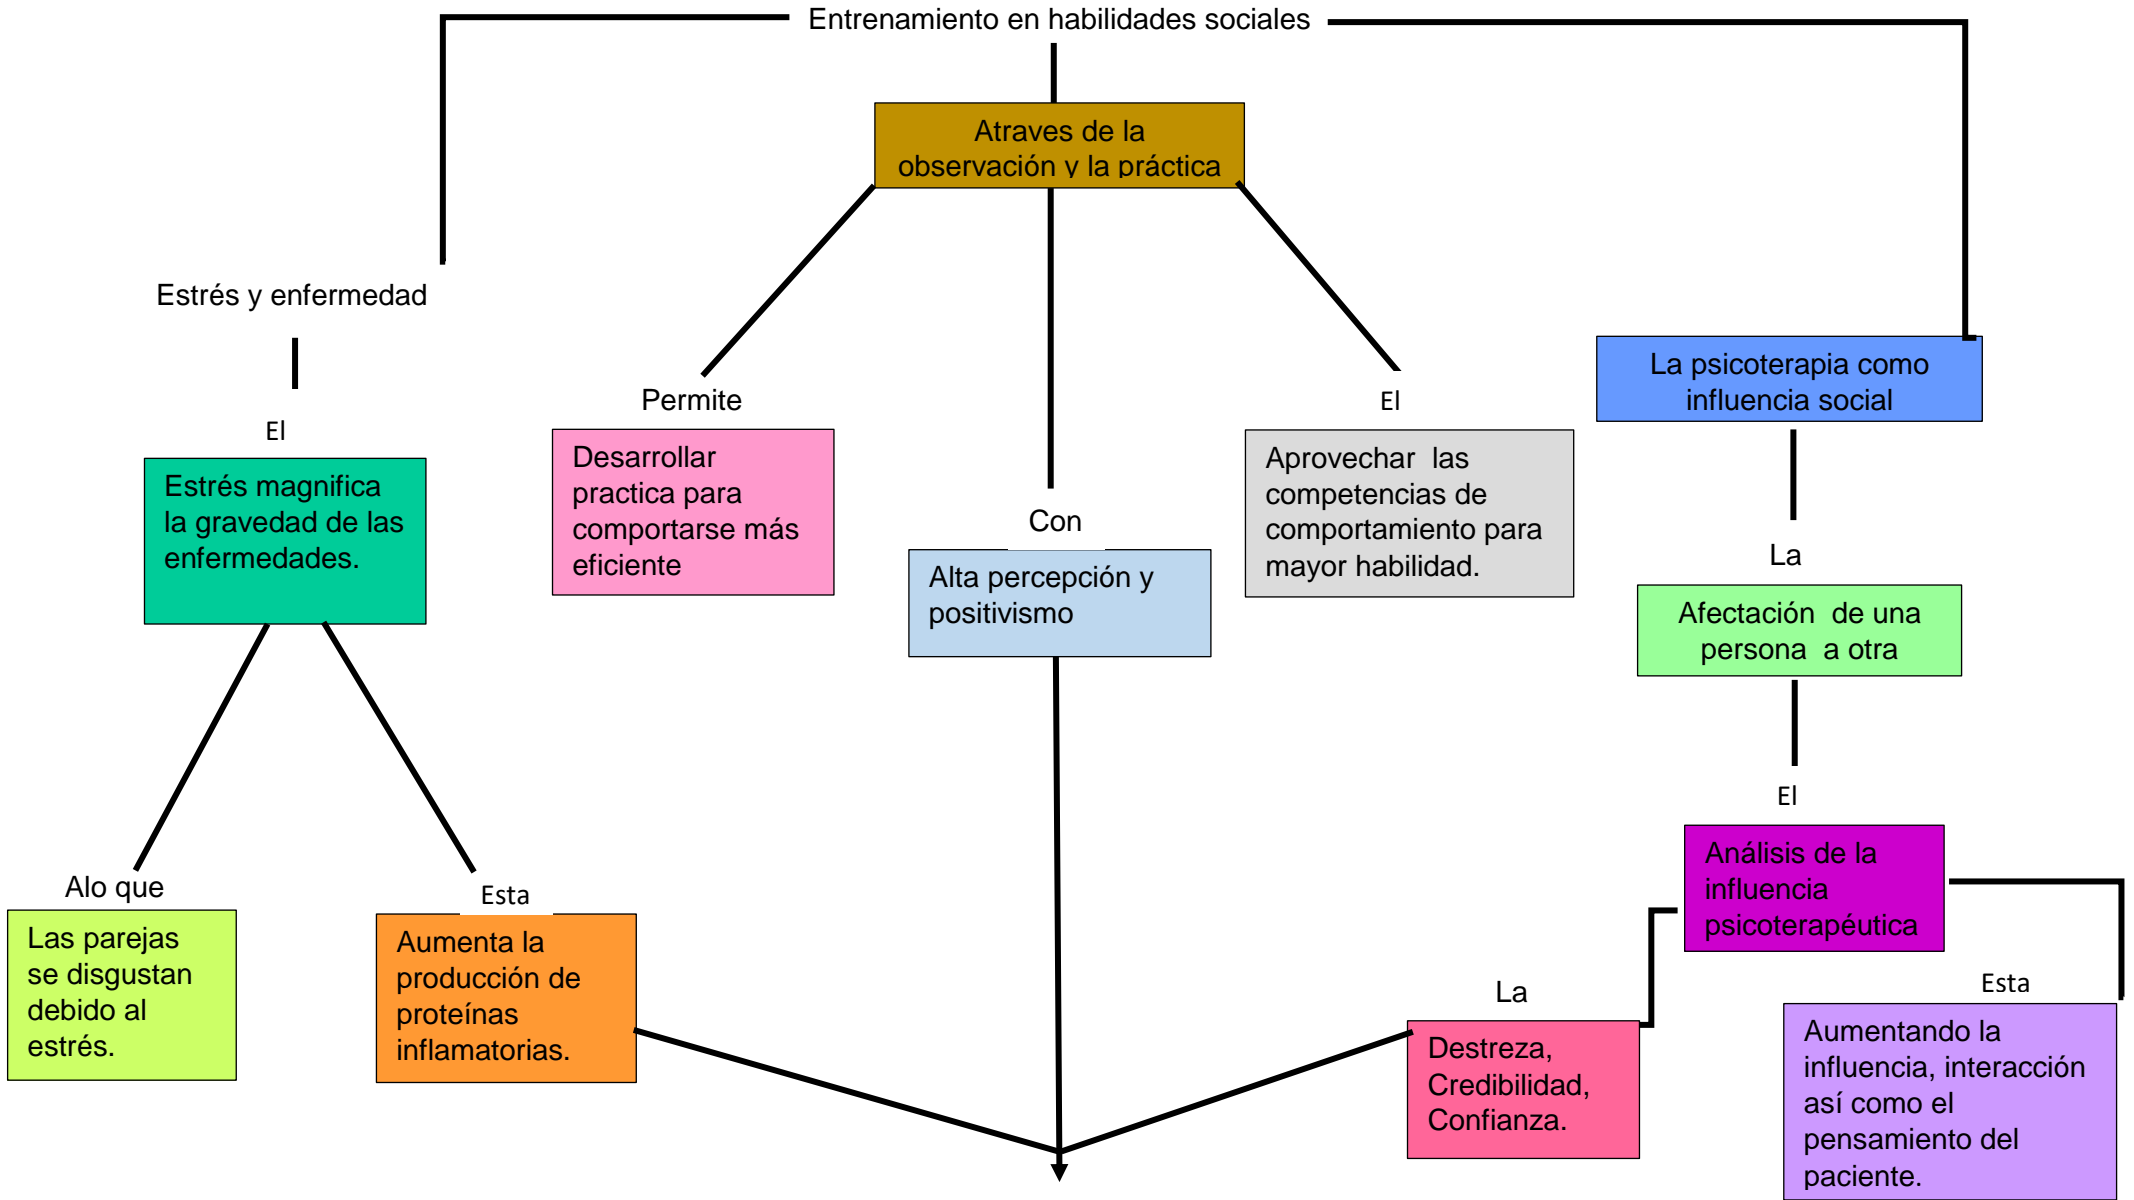 Entrenamiento en habilidades sociales
Atraves de la
observación y la práctica
Estrés y enfermedad
El
Estrés magnifica
la gravedad de las
enfermedades.
Alo que
Las parejas
se disgustan
debido al
estrés.
Esta
Aumenta la
producción de
proteínas
inflamatorias.
Permite
Desarrollar
practica para
comportarse más
eficiente
Con
Alta percepción y
positivismo
El
Aprovechar  las
competencias de
comportamiento para
mayor habilidad.
La psicoterapia como
influencia social
La
Afectación  de una
persona  a otra
El
Análisis de la
influencia
psicoterapéutica
La
Destreza,
Credibilidad,
Confianza.
Esta
Aumentando la
influencia, interacción
así como el
pensamiento del
paciente.